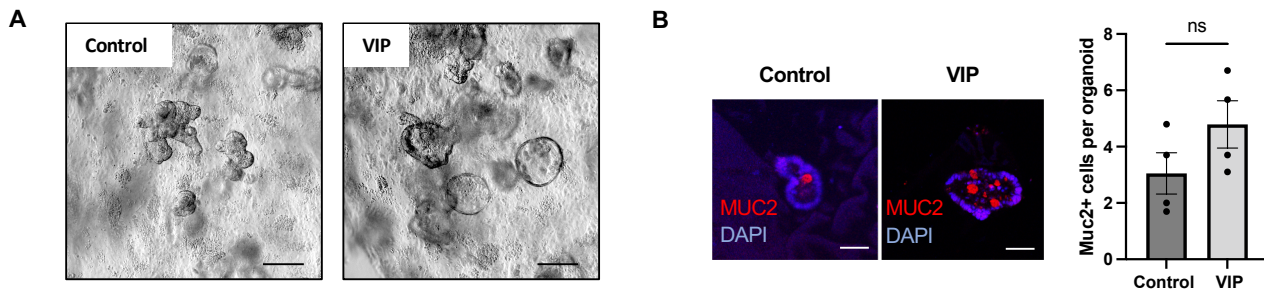 A
Control
VIP
B
Control
VIP
MUC2
DAPI
MUC2
DAPI
ns
Muc2+ cells per organoid
8
6
4
2
0
Control
VIP